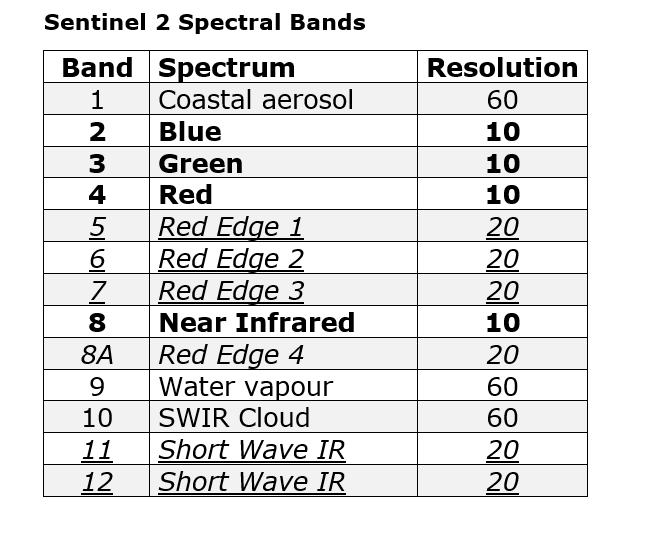 Sentinel 2 Spectral Bands
Band Spectrum Resolution
1 Coastal aerosol 60
2 Blue 10
3 Green 10
4 Red 10
5 Red Edge 1 20
6 Red Edge 2 20
7 Red Edge 3 20
8 Near Infrared 10
8A Red Edge 4 20
9 Water vapour 60
10 SWIR Cloud 60
11 Short Wave IR 20
12 Short Wave IR 20